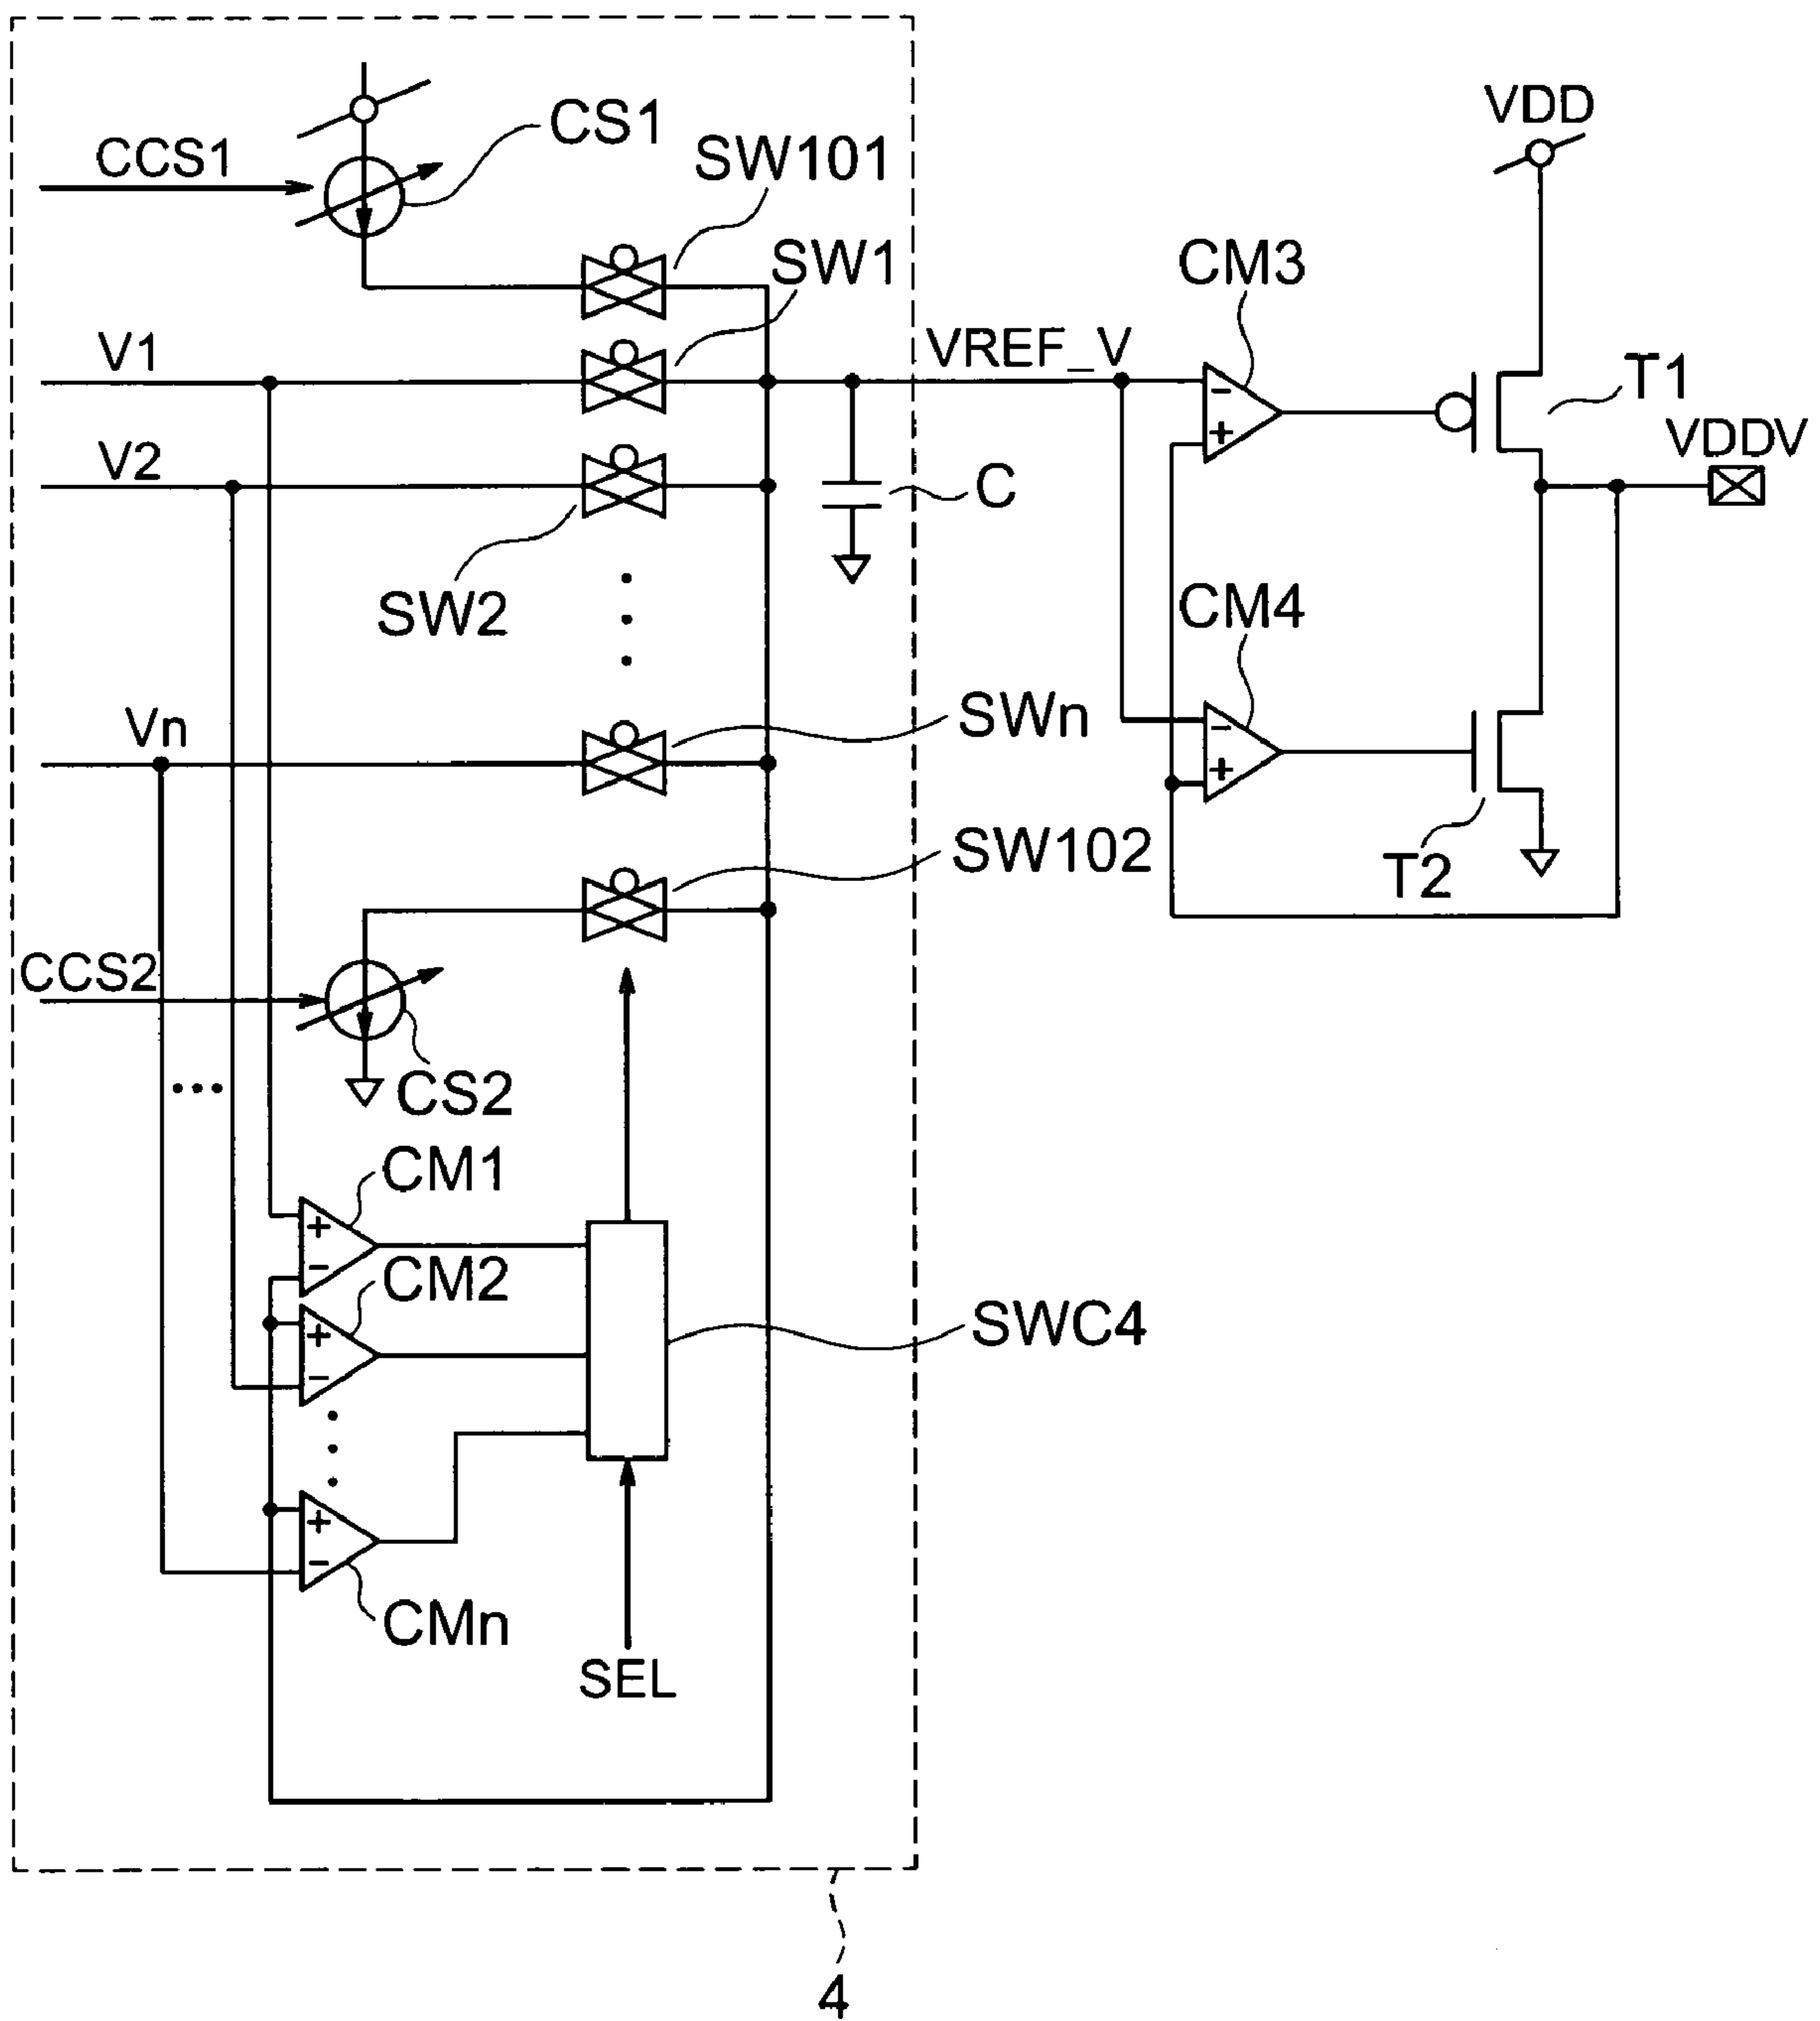 VDD
CS1
CCS1
SW101
SW1
CM3
V1
VREF_V
T1
VDDV
V2
C
-
+
SW2
CM4
Vn
SWn
-
+
SW102
T2
CCS2
CS2
CM1
+
-
CM2
SWC4
+
-
+
-
CMn
SEL
4